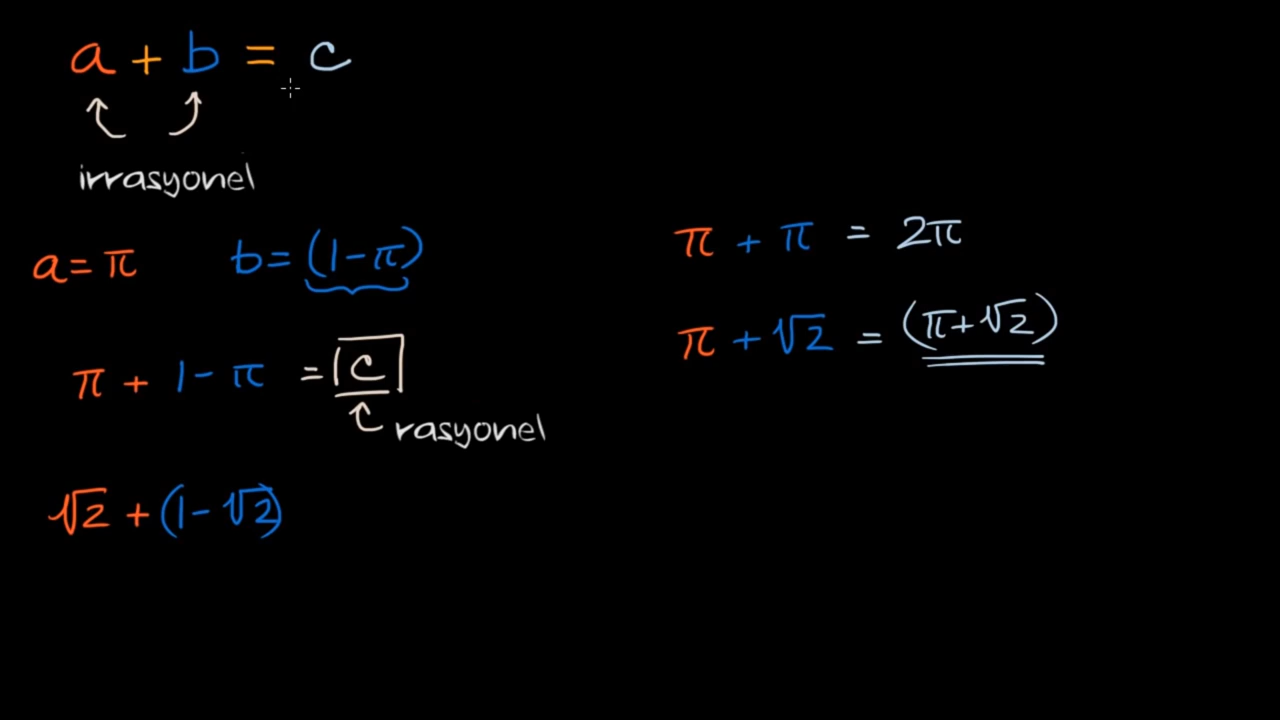 a + b = c
irrasyonel
a = π b = (1 - π)
π + 1 - π = c
rasyonel
√2 + (1 - √2)
π + π = 2π
π + √2 = (π + √2)